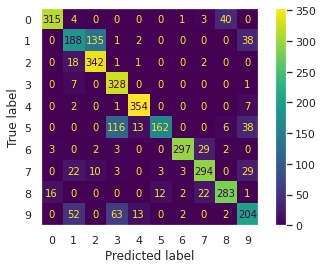 0 315 4 0 0 0 0 1 3 40 0 350
1 0 188 135 1 2 0 0 0 0 38 300
2 0 18 342 1 1 0 0 2 0 0 250
3 0 7 0 328 0 0 0 0 0 1
4 0 2 0 1 354 0 0 0 0 7 200
5 0 0 0 116 13 162 0 0 6 38 150
6 3 0 2 3 0 3 297 29 2 0
7 0 22 10 3 0 3 3 294 0 29 100
8 16 0 0 0 0 12 2 22 283 1 50
9 0 52 0 63 13 0 2 0 2 204 0
0 1 2 3 4 5 6 7 8 9
True label
Predicted label